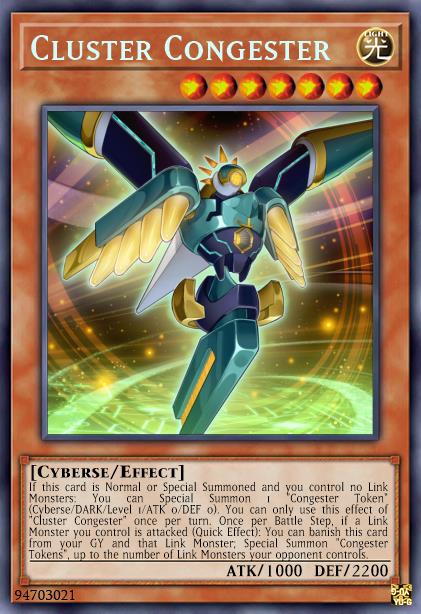 CLUSTER CONGESTER
LIGHT
光
[CYBERSE/EFFECT]
If this card is Normal or Special Summoned and you control no Link
Monsters: You can Special Summon 1 "Congester Token"
(Cyberse/DARK/Level 1/ATK 0/DEF 0). You can only use this effect of
"Cluster Congester" once per turn. Once per Battle Step, if a Link
Monster you control is attacked (Quick Effect): You can banish this card
from your GY and that Link Monster; Special Summon "Congester
Tokens", up to the number of Link Monsters your opponent controls.
ATK/1000 DEF/2200
94703021